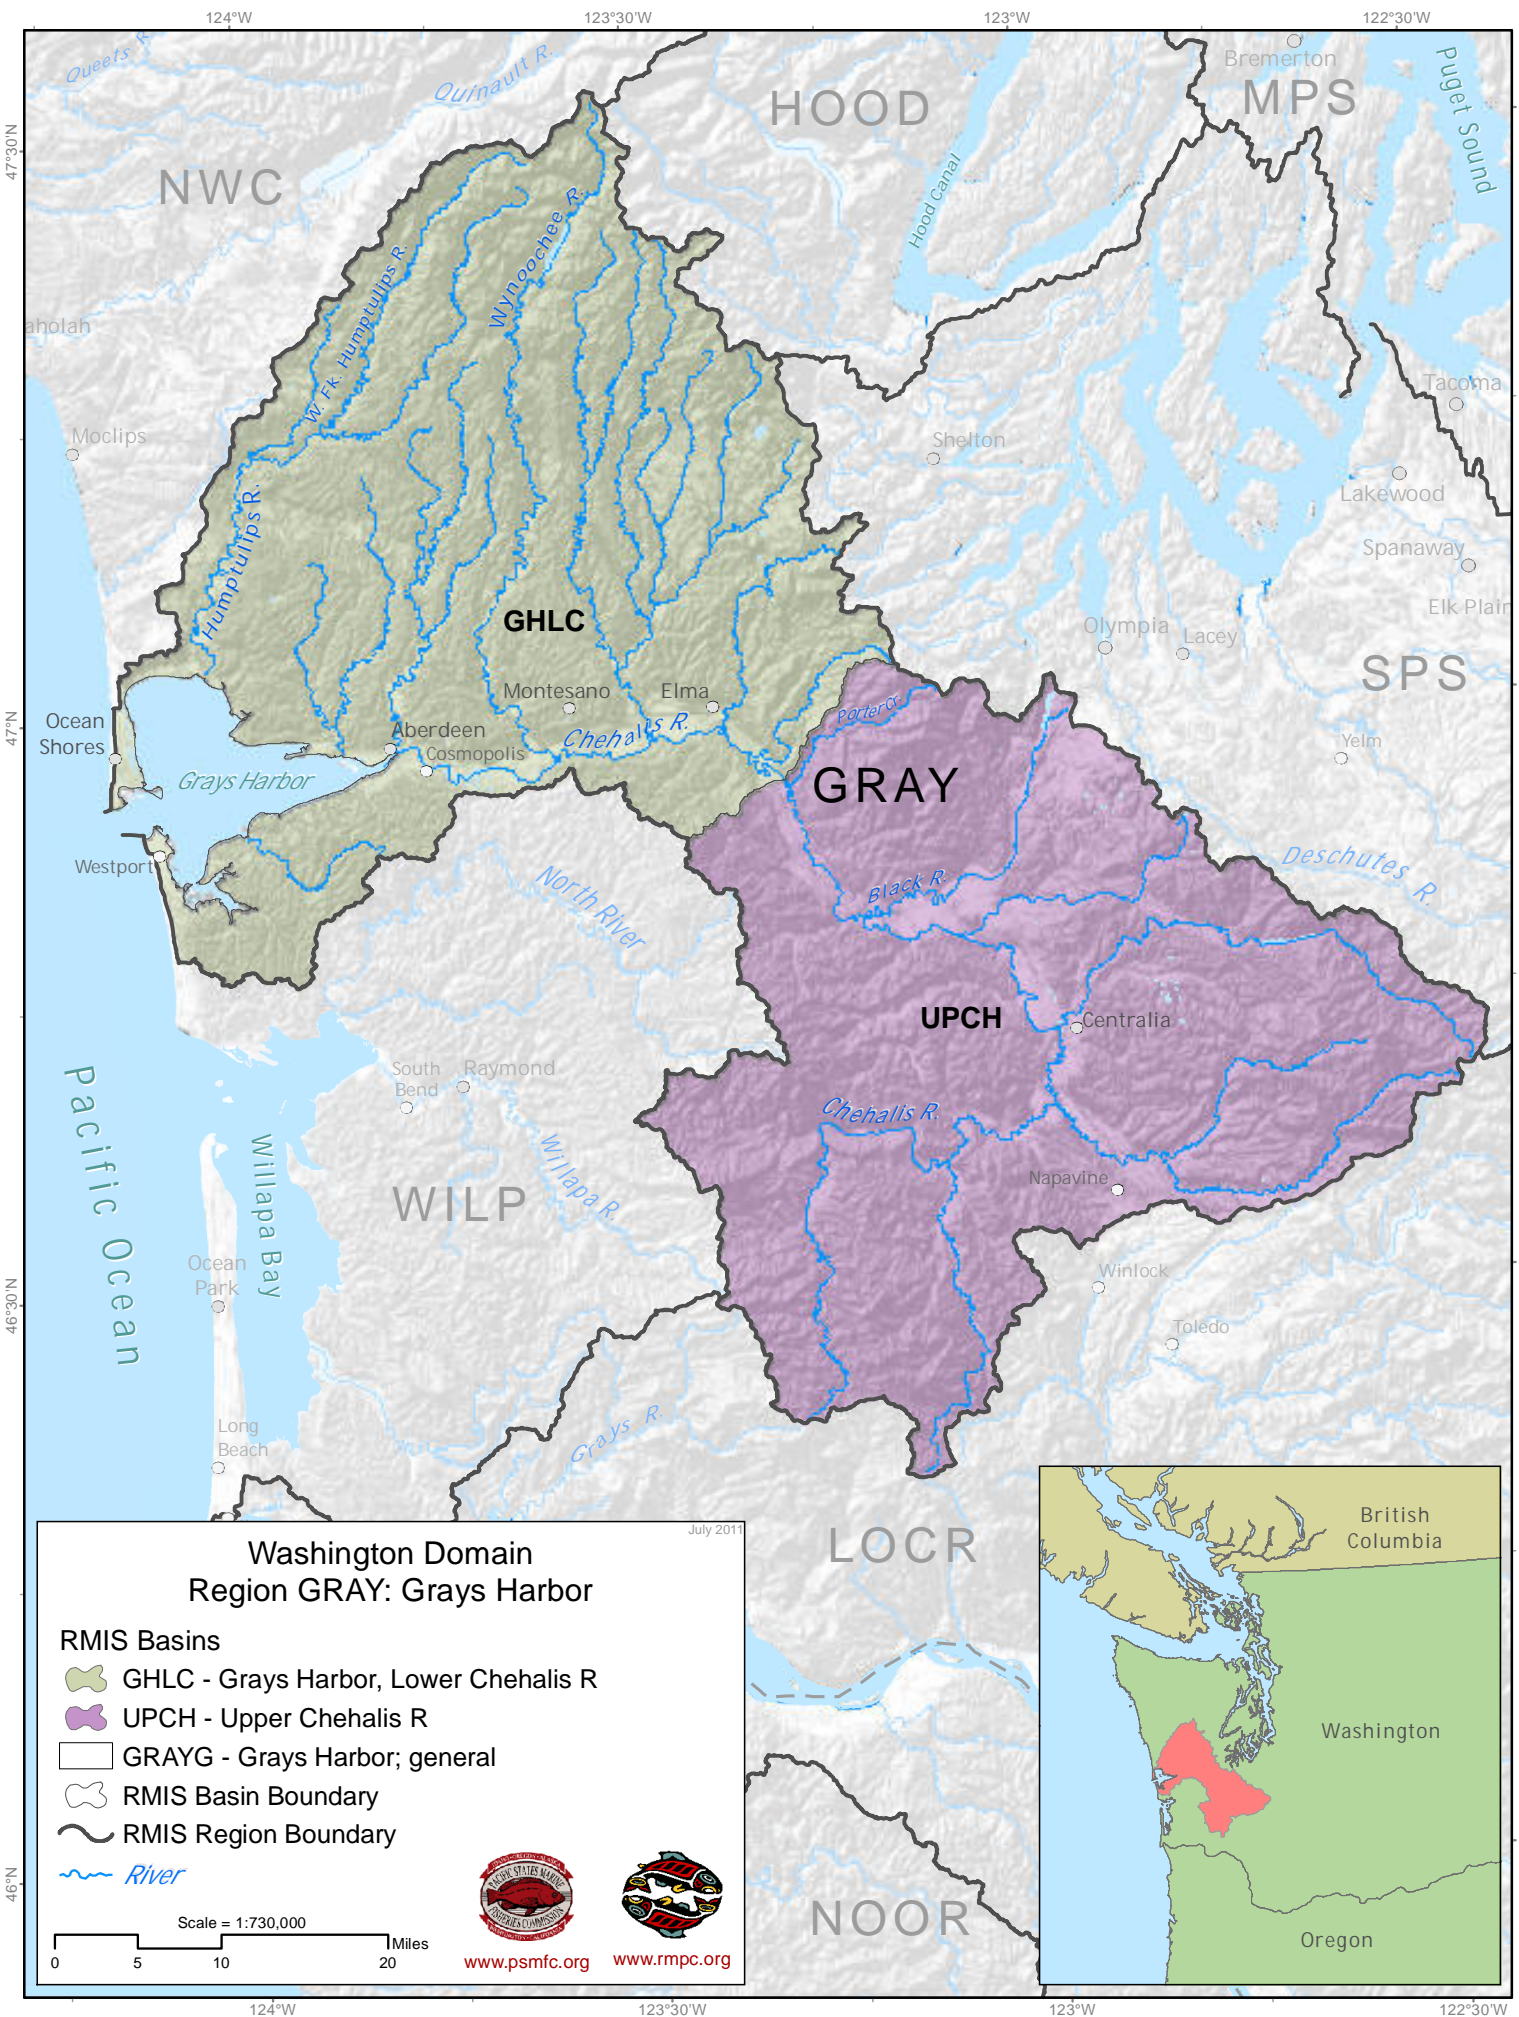 124°W
123°30'W
123°W
122°30'W
47°30'N
47°N
46°30'N
46°N
Queets R.
Quinault R.
HOOD
Bremerton
MPS
Puget Sound
NWC
Hood Canal
Wynoochee R.
W. Fk. Humptulips R.
aholah
Tacoma
Moclips
Shelton
Lakewood
Humptulips R.
Spanaway
Elk Plain
GHLC
Olympia
Lacey
SPS
Montesano
Elma
Porter Cr.
Ocean
Shores
Aberdeen
Chehalis R.
Cosmopolis
Yelm
Grays Harbor
GRAY
Westport
North River
Black R.
Deschutes R.
UPCH
Centralia
South
Bend
Raymond
Pacific Ocean
Willapa Bay
Chehalis R.
Willapa R.
WILP
Napavine
Ocean
Park
Winlock
Toledo
Grays R.
Long
Beach
LOCR
NOOR
July 2011
Washington Domain
Region GRAY: Grays Harbor
RMIS Basins
GHLC - Grays Harbor, Lower Chehalis R
UPCH - Upper Chehalis R
GRAYG - Grays Harbor; general
RMIS Basin Boundary
RMIS Region Boundary
River
Scale = 1:730,000
Miles
0 5 10 20
PACIFIC STATES MARINE
FISHERIES COMMISSION
www.psmfc.org
www.rmpc.org
British
Columbia
Washington
Oregon
124°W
123°30'W
123°W
122°30'W